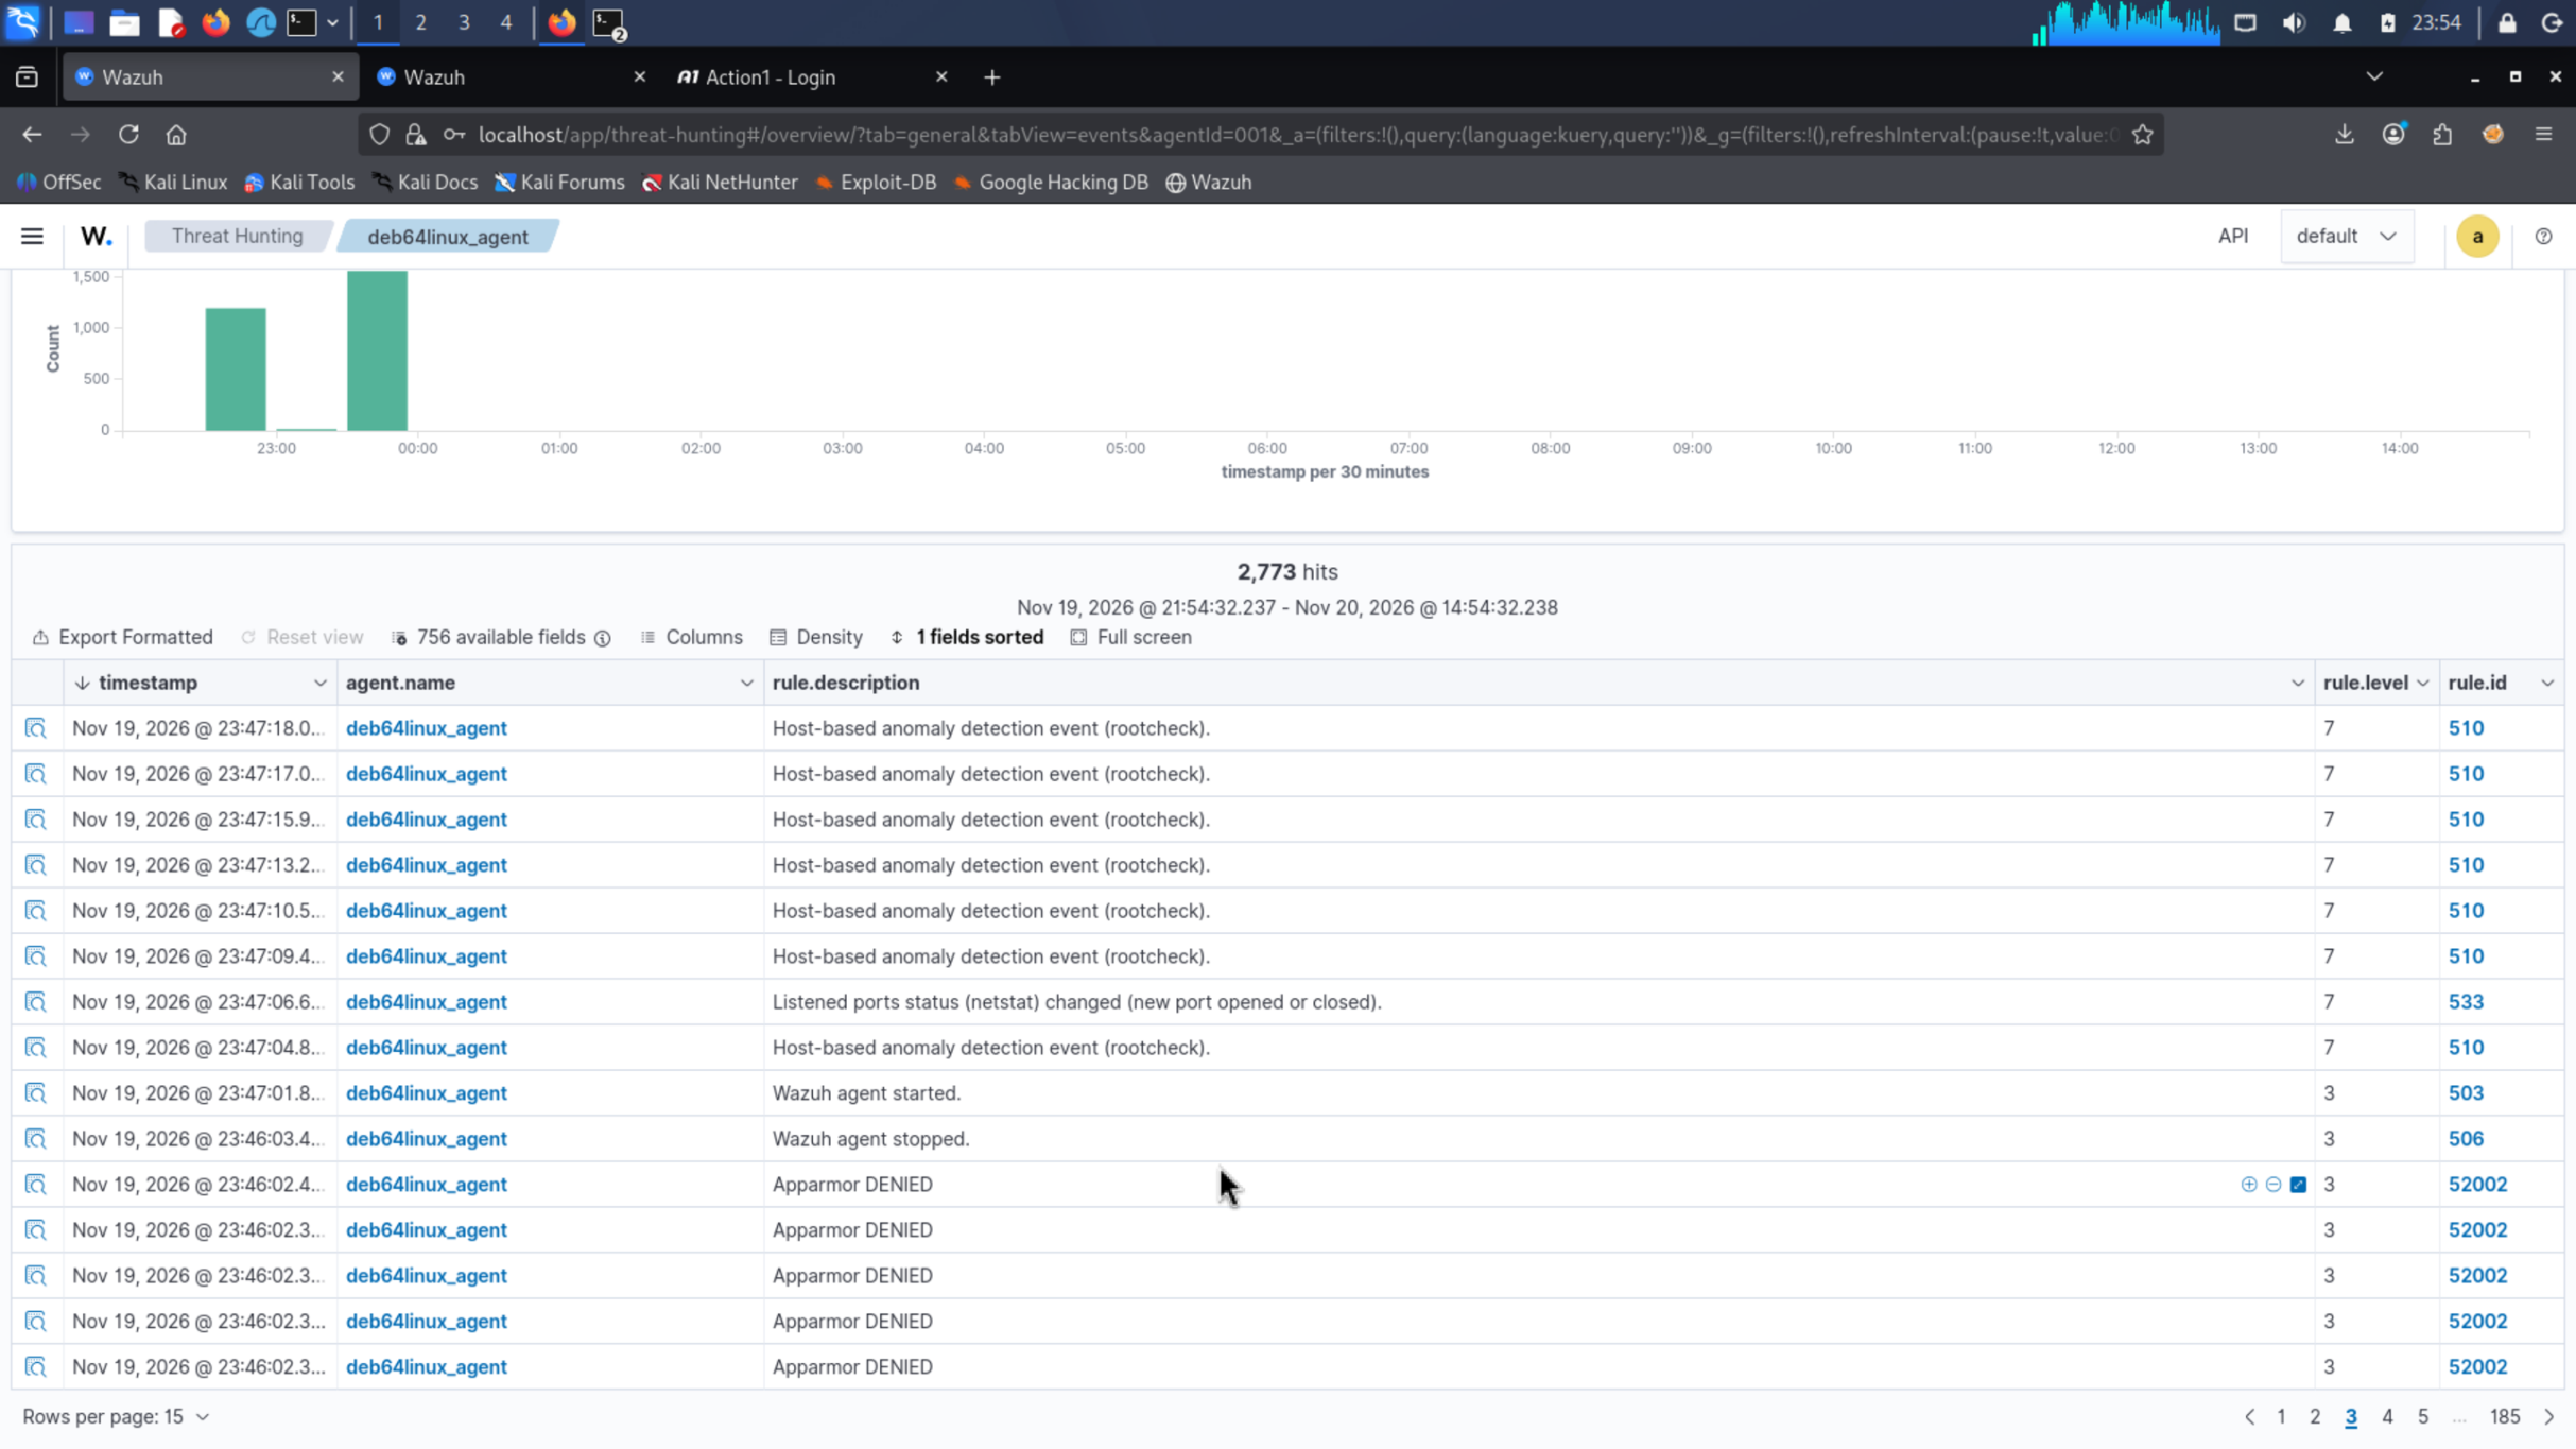 1 2 3 4 2 23:54
Wazuh Wazuh A1 Action1 - Login
localhost/app/threat-hunting#/overview/?tab=general&tabView=events&agentId=001&_a=(filters:!(),query:(language:kuery,query:''))&_g=(filters:!(),refreshInterval:(pause:!t,value:0
OffSec Kali Linux Kali Tools Kali Docs Kali Forums Kali NetHunter Exploit-DB Google Hacking DB Wazuh
W. Threat Hunting deb64linux_agent API default a
1,500
1,000
500
0
Count
23:00 00:00 01:00 02:00 03:00 04:00 05:00 06:00 07:00 08:00 09:00 10:00 11:00 12:00 13:00 14:00
timestamp per 30 minutes
2,773 hits
Nov 19, 2026 @ 21:54:32.237 - Nov 20, 2026 @ 14:54:32.238
Export Formatted Reset view 756 available fields Columns Density 1 fields sorted Full screen
timestamp agent.name rule.description rule.level rule.id
Nov 19, 2026 @ 23:47:18.0... deb64linux_agent Host-based anomaly detection event (rootcheck). 7 510
Nov 19, 2026 @ 23:47:17.0... deb64linux_agent Host-based anomaly detection event (rootcheck). 7 510
Nov 19, 2026 @ 23:47:15.9... deb64linux_agent Host-based anomaly detection event (rootcheck). 7 510
Nov 19, 2026 @ 23:47:13.2... deb64linux_agent Host-based anomaly detection event (rootcheck). 7 510
Nov 19, 2026 @ 23:47:10.5... deb64linux_agent Host-based anomaly detection event (rootcheck). 7 510
Nov 19, 2026 @ 23:47:09.4... deb64linux_agent Host-based anomaly detection event (rootcheck). 7 510
Nov 19, 2026 @ 23:47:06.6... deb64linux_agent Listened ports status (netstat) changed (new port opened or closed). 7 533
Nov 19, 2026 @ 23:47:04.8... deb64linux_agent Host-based anomaly detection event (rootcheck). 7 510
Nov 19, 2026 @ 23:47:01.8... deb64linux_agent Wazuh agent started. 3 503
Nov 19, 2026 @ 23:46:03.4... deb64linux_agent Wazuh agent stopped. 3 506
Nov 19, 2026 @ 23:46:02.4... deb64linux_agent Apparmor DENIED 3 52002
Nov 19, 2026 @ 23:46:02.3... deb64linux_agent Apparmor DENIED 3 52002
Nov 19, 2026 @ 23:46:02.3... deb64linux_agent Apparmor DENIED 3 52002
Nov 19, 2026 @ 23:46:02.3... deb64linux_agent Apparmor DENIED 3 52002
Nov 19, 2026 @ 23:46:02.3... deb64linux_agent Apparmor DENIED 3 52002
Rows per page: 15 1 2 3 4 5 ... 185